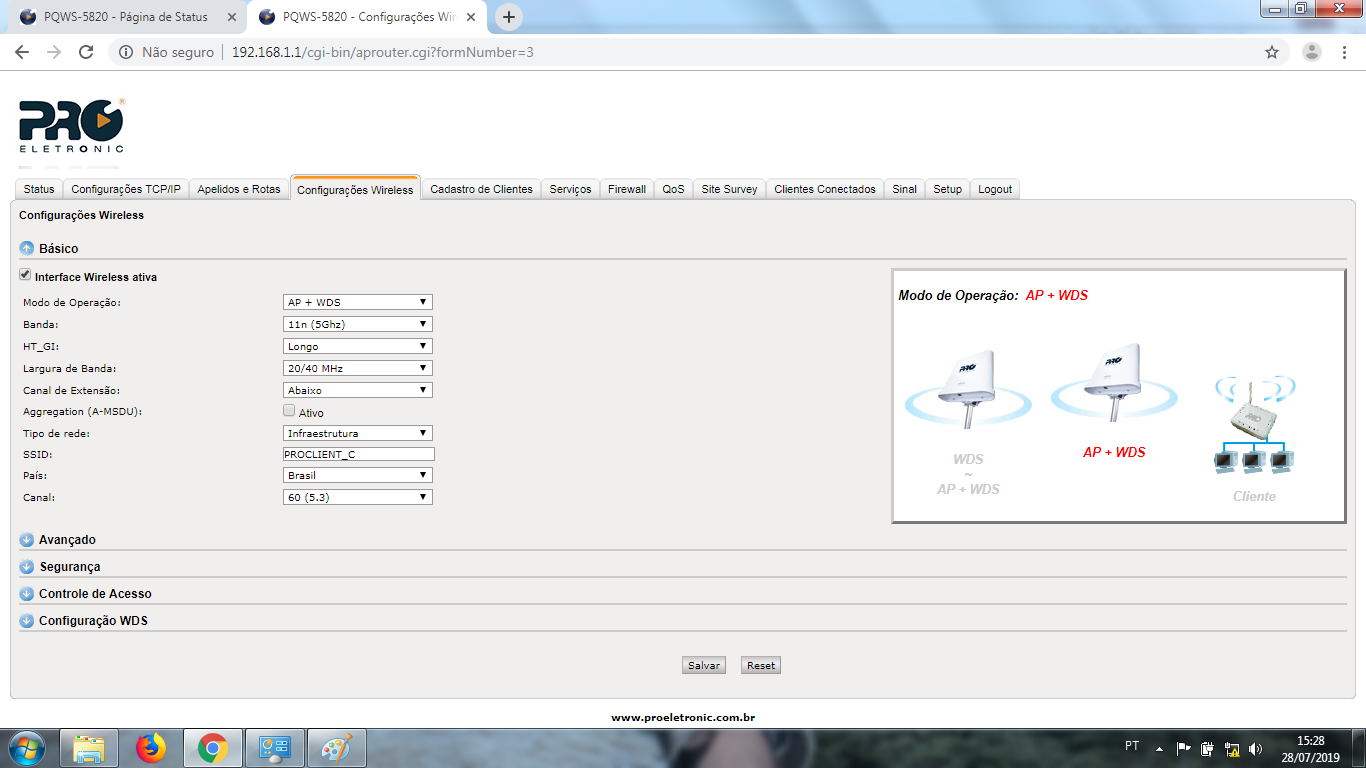 PQWS-5820 - Página de Status
PQWS-5820 - Configurações Wir
Não seguro
192.168.1.1/cgi-bin/aprouter.cgi?formNumber=3
PRO
ELETRONIC
Status Configurações TCP/IP Apelidos e Rotas Configurações Wireless Cadastro de Clientes Serviços Firewall QoS Site Survey Clientes Conectados Sinal Setup Logout
Configurações Wireless
Básico
Interface Wireless ativa
Modo de Operação: AP + WDS
Banda: 11n (5Ghz)
HT_GI: Longo
Largura de Banda: 20/40 MHz
Canal de Extensão: Abaixo
Aggregation (A-MSDU): Ativo
Tipo de rede: Infraestrutura
SSID: PROCLIENT_C
País: Brasil
Canal: 60 (5.3)
Modo de Operação: AP + WDS
PRO
PRO
PRO
WDS
~
AP + WDS
AP + WDS
Cliente
Avançado
Segurança
Controle de Acesso
Configuração WDS
Salvar Reset
www.proeletronic.com.br
PT
15:28
28/07/2019